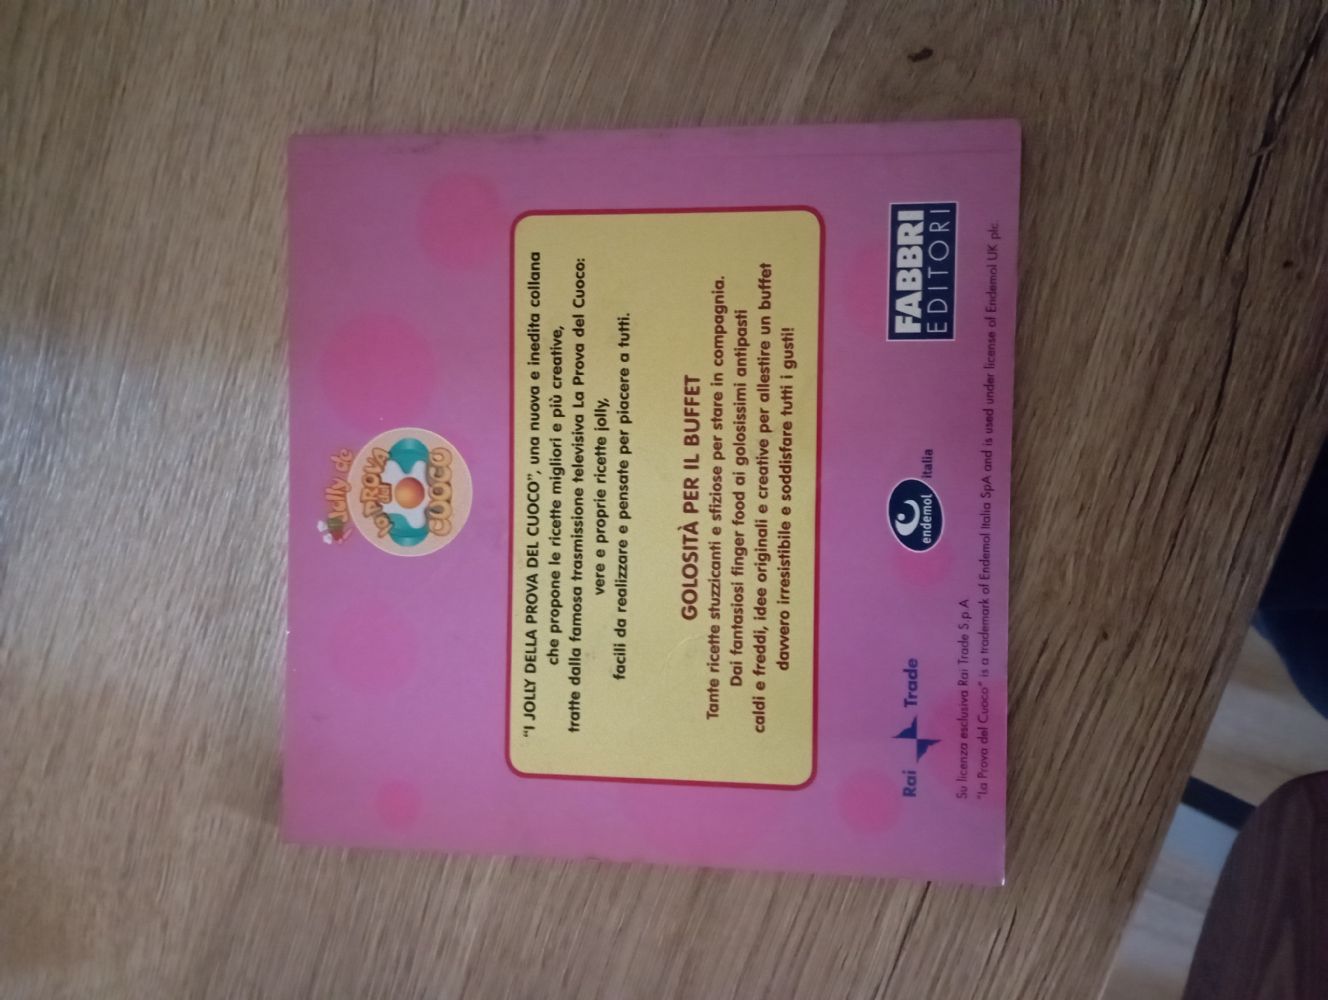 i Jolly de
la PROVA
del
CUOCO
“I JOLLY DELLA PROVA DEL CUOCO”, una nuova e inedita collana
che propone le ricette migliori e più creative,
tratte dalla famosa trasmissione televisiva La Prova del Cuoco:
vere e proprie ricette jolly,
facili da realizzare e pensate per piacere a tutti.
GOLOSITÀ PER IL BUFFET
Tante ricette stuzzicanti e sfiziose per stare in compagnia.
Dai fantasiosi finger food ai golosissimi antipasti
caldi e freddi, idee originali e creative per allestire un buffet
davvero irresistibile e soddisfare tutti i gusti!
Rai Trade
endemol italia
FABBRI
EDITORI
Su licenza esclusiva Rai Trade S.p.A.
“La Prova del Cuoco” is a trademark of Endemol Italia SpA and is used under license of Endemol UK plc.